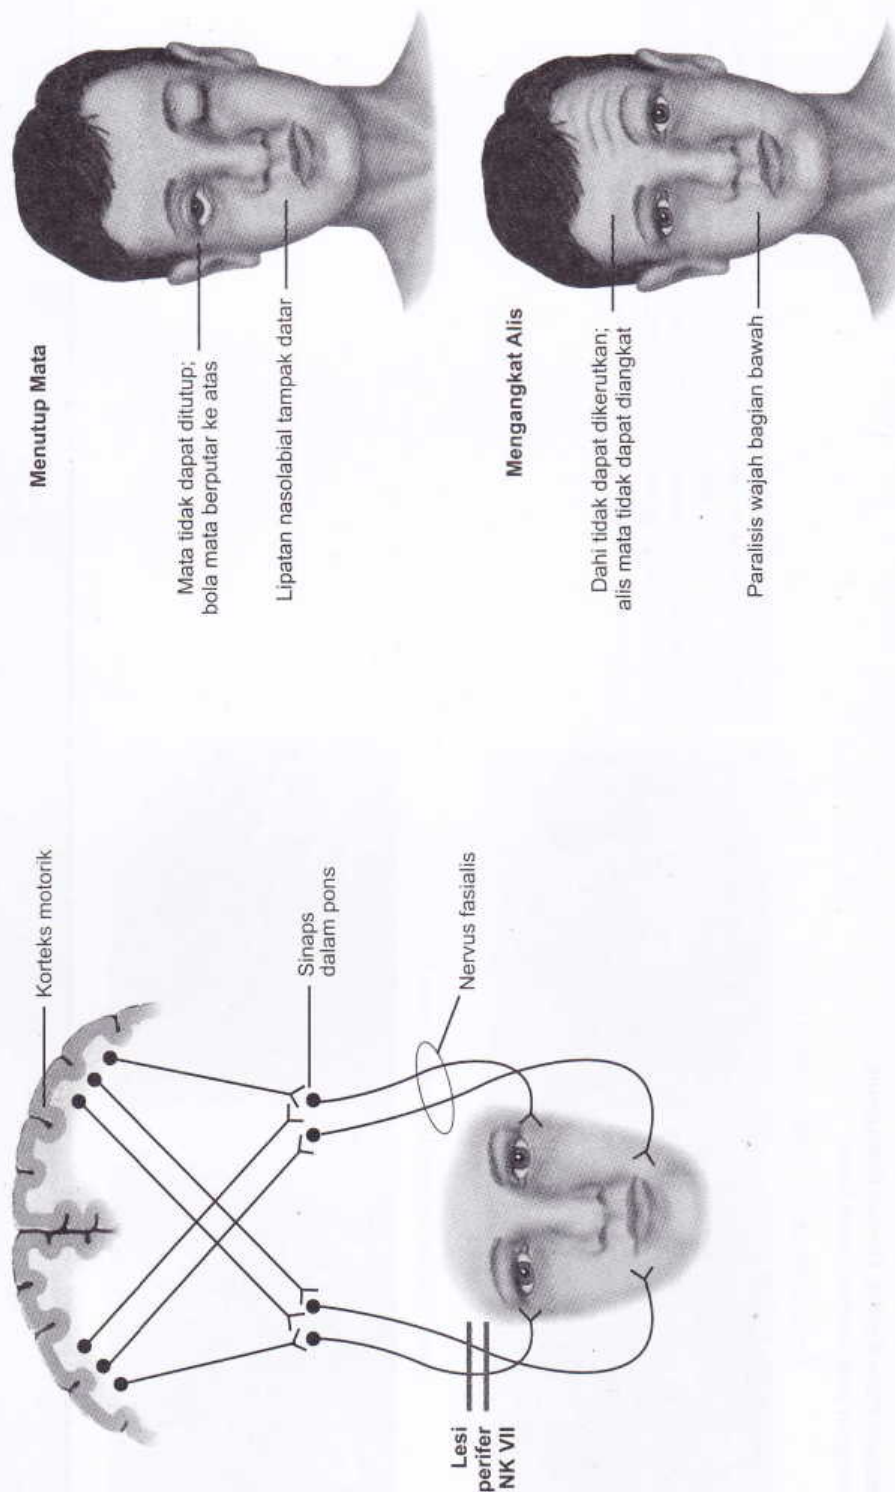 Korteks motorik
Sinaps
dalam pons
Nervus fasialis
Lesi
perifer
NK VII
Menutup Mata
Mata tidak dapat ditutup;
bola mata berputar ke atas
Lipatan nasolabial tampak datar
Mengangkat Alis
Dahi tidak dapat dikerutkan;
alis mata tidak dapat diangkat
Paralisis wajah bagian bawah